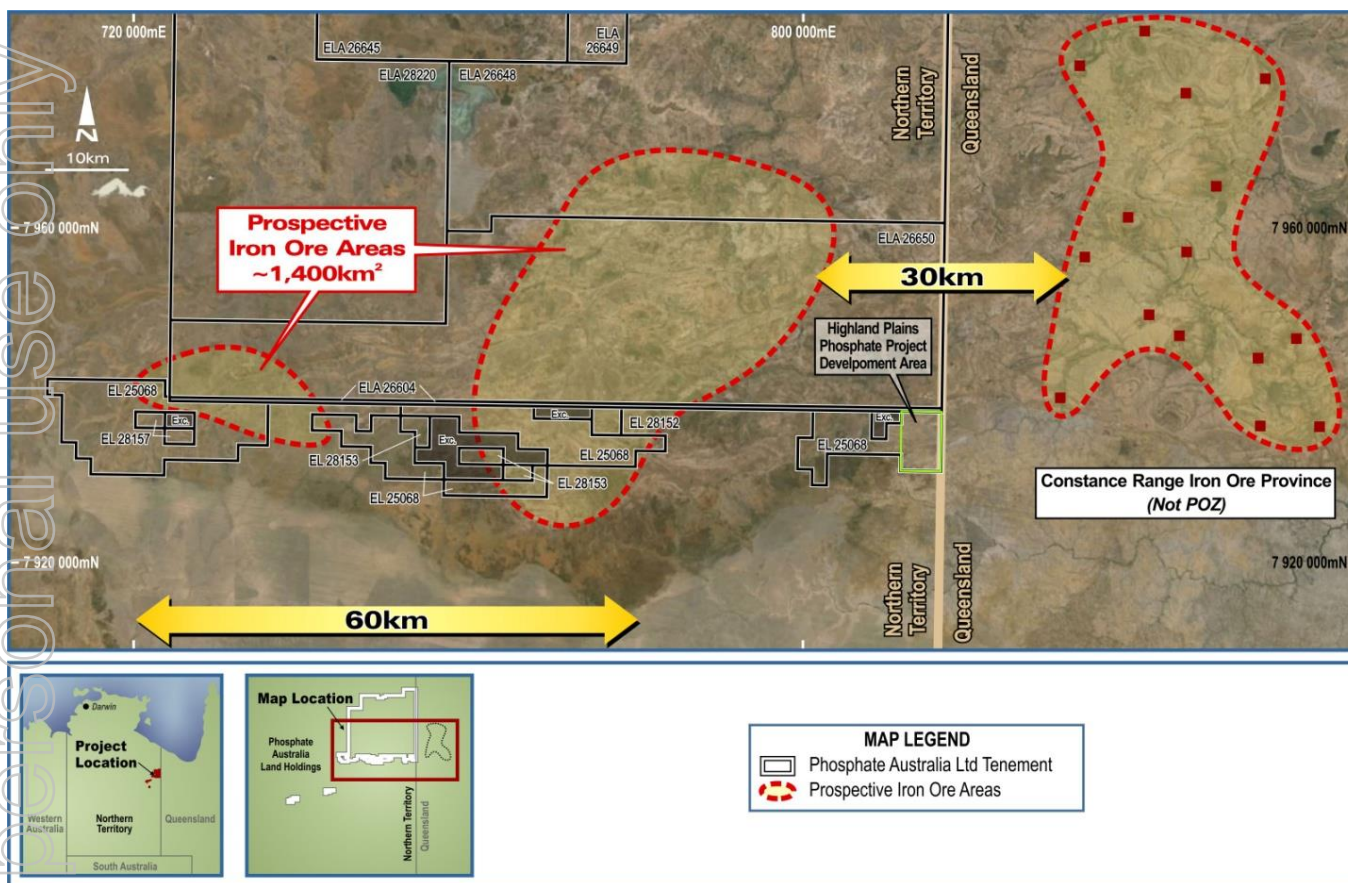 For personal use only
720 000mE
800 000mE
ELA 26645
ELA
26649
ELA 28220
ELA 26648
Northern
Territory
Queensland
N
10km
Prospective
Iron Ore Areas
~1,400km²
7 960 000mN
7 960 000mN
ELA 26650
30km
Highland Plains
Phosphate Project
Develpoment Area
EL 25068
ELA 26604
Exc.
EL 28157
Exc.
EL 28152
Exc.
Exc.
EL 28153
EL 25068
EL 25068
EL 28153
EL 25068
Constance Range Iron Ore Province
(Not POZ)
7 920 000mN
7 920 000mN
Northern
Territory
Queensland
60km
Darwin
Project
Location
Western
Australia
Northern
Territory
Queensland
South Australia
Map Location
Phosphate
Australia
Land Holdings
Northern Territory
Queensland
MAP LEGEND
Phosphate Australia Ltd Tenement
Prospective Iron Ore Areas